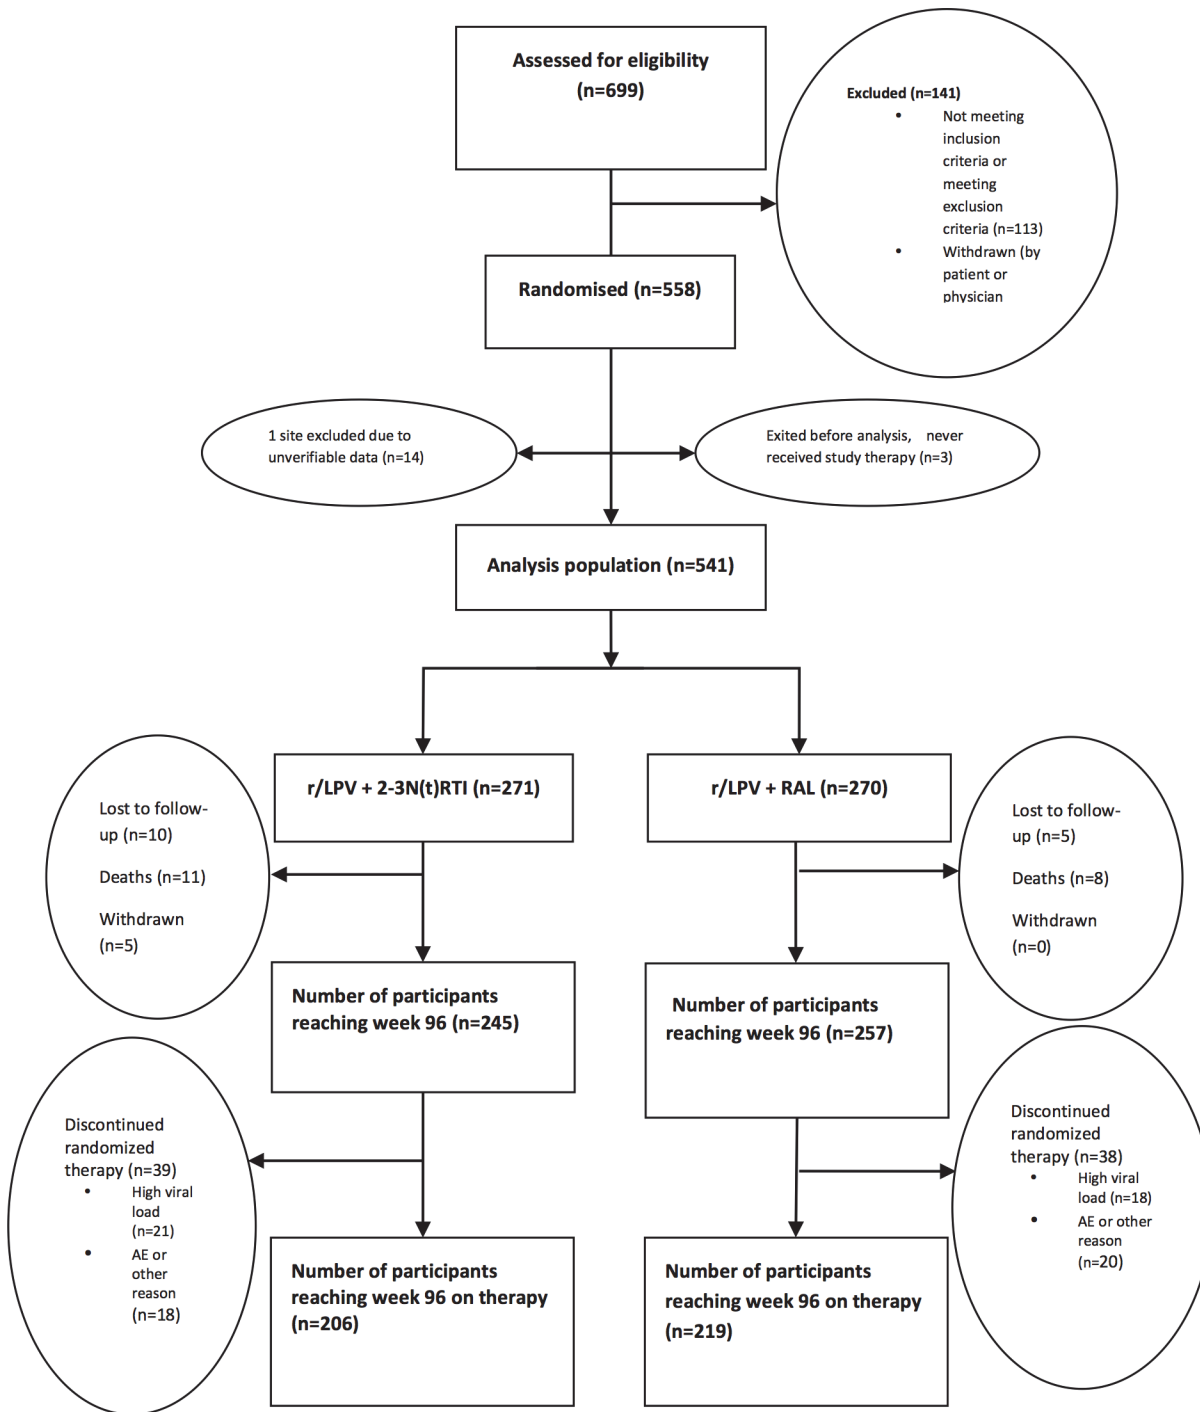 Assessed for eligibility
(n=699)
Excluded (n=141)
• Not meeting
inclusion
criteria or
meeting
exclusion
criteria (n=113)
• Withdrawn (by
patient or
physician
Randomised (n=558)
1 site excluded due to
unverifiable data (n=14)
Exited before analysis, never
received study therapy (n=3)
Analysis population (n=541)
r/LPV + 2-3N(t)RTI (n=271)
r/LPV + RAL (n=270)
Lost to follow-
up (n=10)
Deaths (n=11)
Withdrawn
(n=5)
Lost to follow-
up (n=5)
Deaths (n=8)
Withdrawn
(n=0)
Number of participants
reaching week 96 (n=245)
Number of participants
reaching week 96 (n=257)
Discontinued
randomized
therapy (n=39)
• High viral
load
(n=21)
• AE or
other
reason
(n=18)
Discontinued
randomized
therapy (n=38)
• High viral
load (n=18)
• AE or other
reason
(n=20)
Number of participants
reaching week 96 on therapy
(n=206)
Number of participants
reaching week 96 on therapy
(n=219)